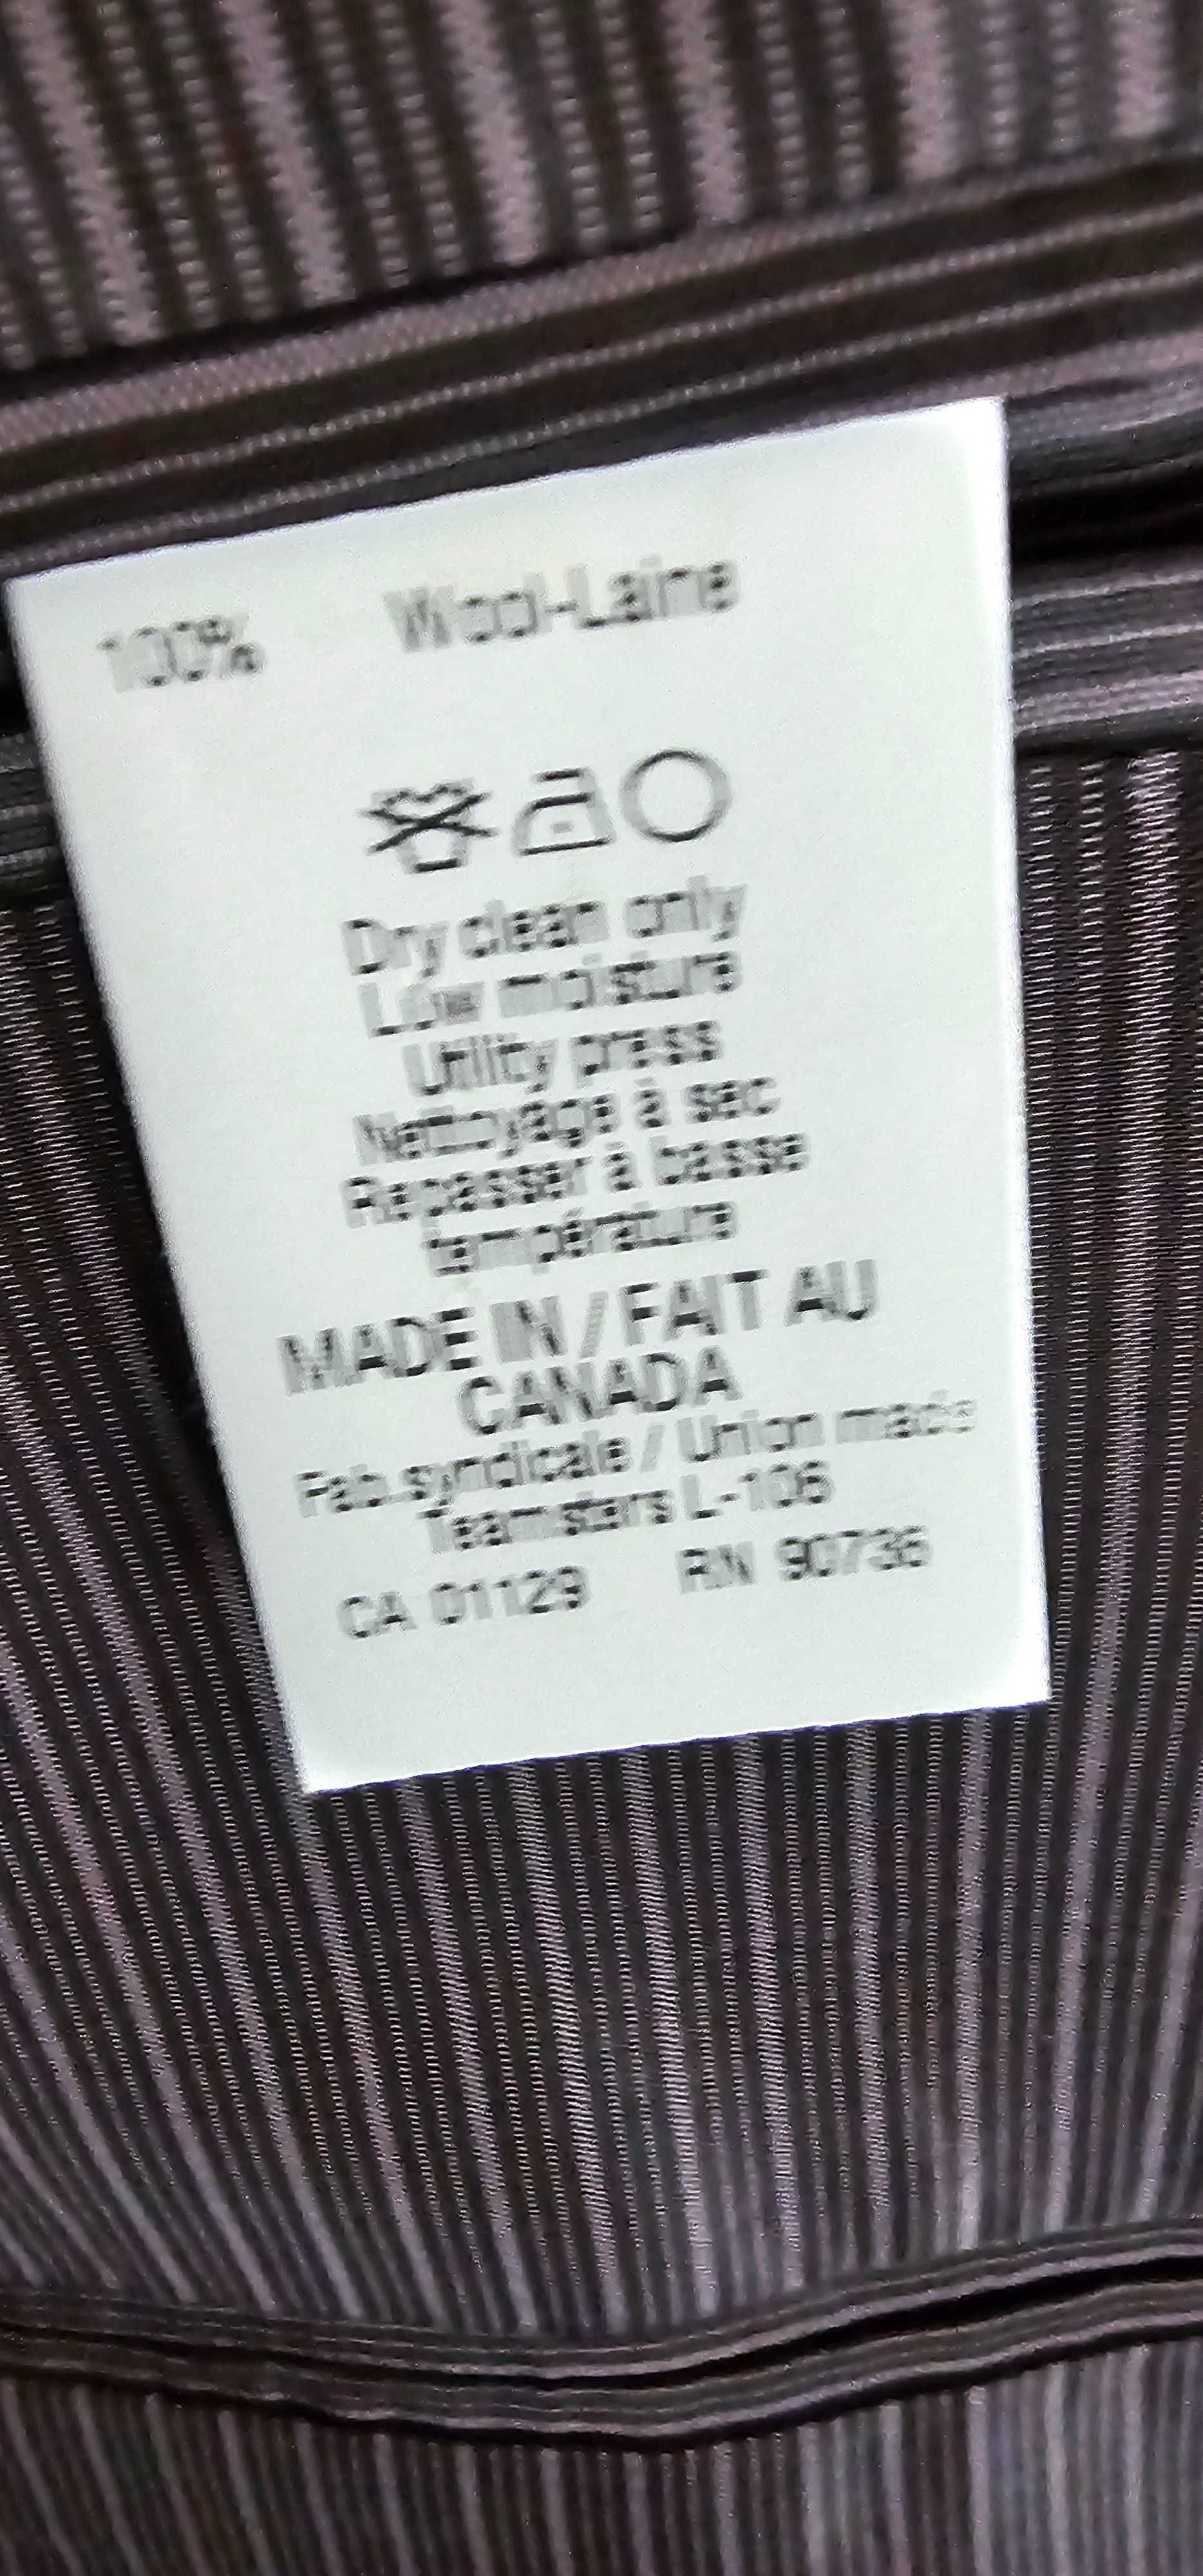 100% Wool-Laine
Dry clean only
Low moisture
Utility press
Nettoyage à sec
Repasser à basse
température
MADE IN / FAIT AU
CANADA
Fab.syndicale / Union made
Teamsters L-106
CA 01129 RN 90736